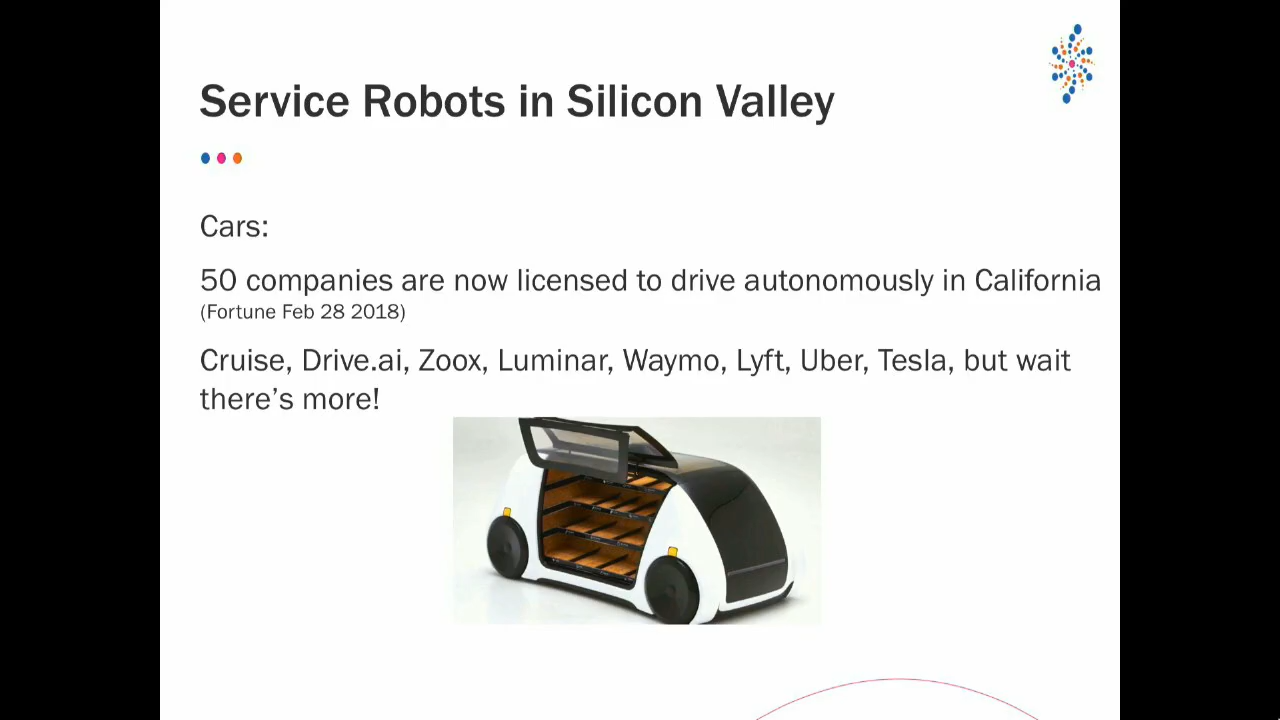 Service Robots in Silicon Valley
Cars:
50 companies are now licensed to drive autonomously in California
(Fortune Feb 28 2018)
Cruise, Drive.ai, Zoox, Luminar, Waymo, Lyft, Uber, Tesla, but wait
there’s more!